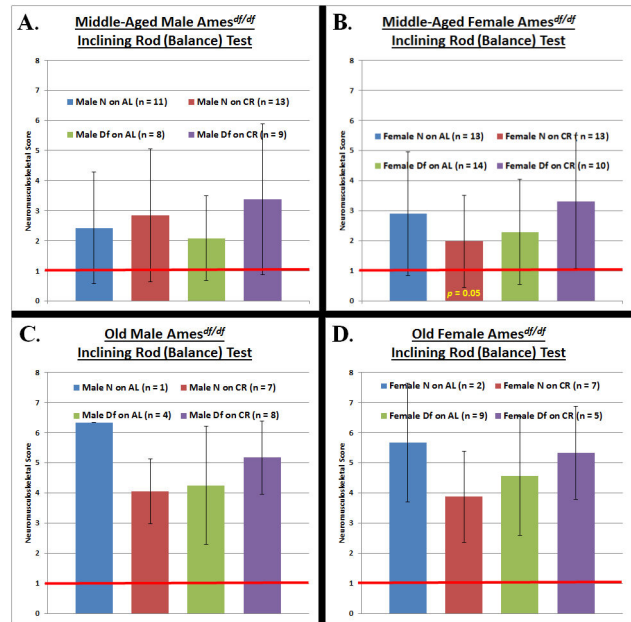 A.
Middle-Aged Male Ames^df/df
Inclining Rod (Balance) Test
Neuromusculoskeletal Score
8
7
6
5
4
3
2
1
0
Male N on AL (n = 11)
Male N on CR (n = 13)
Male Df on AL (n = 8)
Male Df on CR (n = 9)
B.
Middle-Aged Female Ames^df/df
Inclining Rod (Balance) Test
Neuromuscoskeletal Score
8
7
6
5
4
3
2
1
0
Female N on AL (n = 13)
Female N on CR (n = 13)
Female Df on AL (n = 14)
Female Df on CR (n = 10)
p = 0.05
C.
Old Male Ames^df/df
Inclining Rod (Balance) Test
Neuromusculoskeletal Score
8
7
6
5
4
3
2
1
0
Male N on AL (n = 1)
Male N on CR (n = 7)
Male Df on AL (n = 4)
Male Df on CR (n = 8)
D.
Old Female Ames^df/df
Inclining Rod (Balance) Test
Neuromusculoskeletal Score
8
7
6
5
4
3
2
1
0
Female N on AL (n = 2)
Female N on CR (n = 7)
Female Df on AL (n = 9)
Female Df on CR (n = 5)